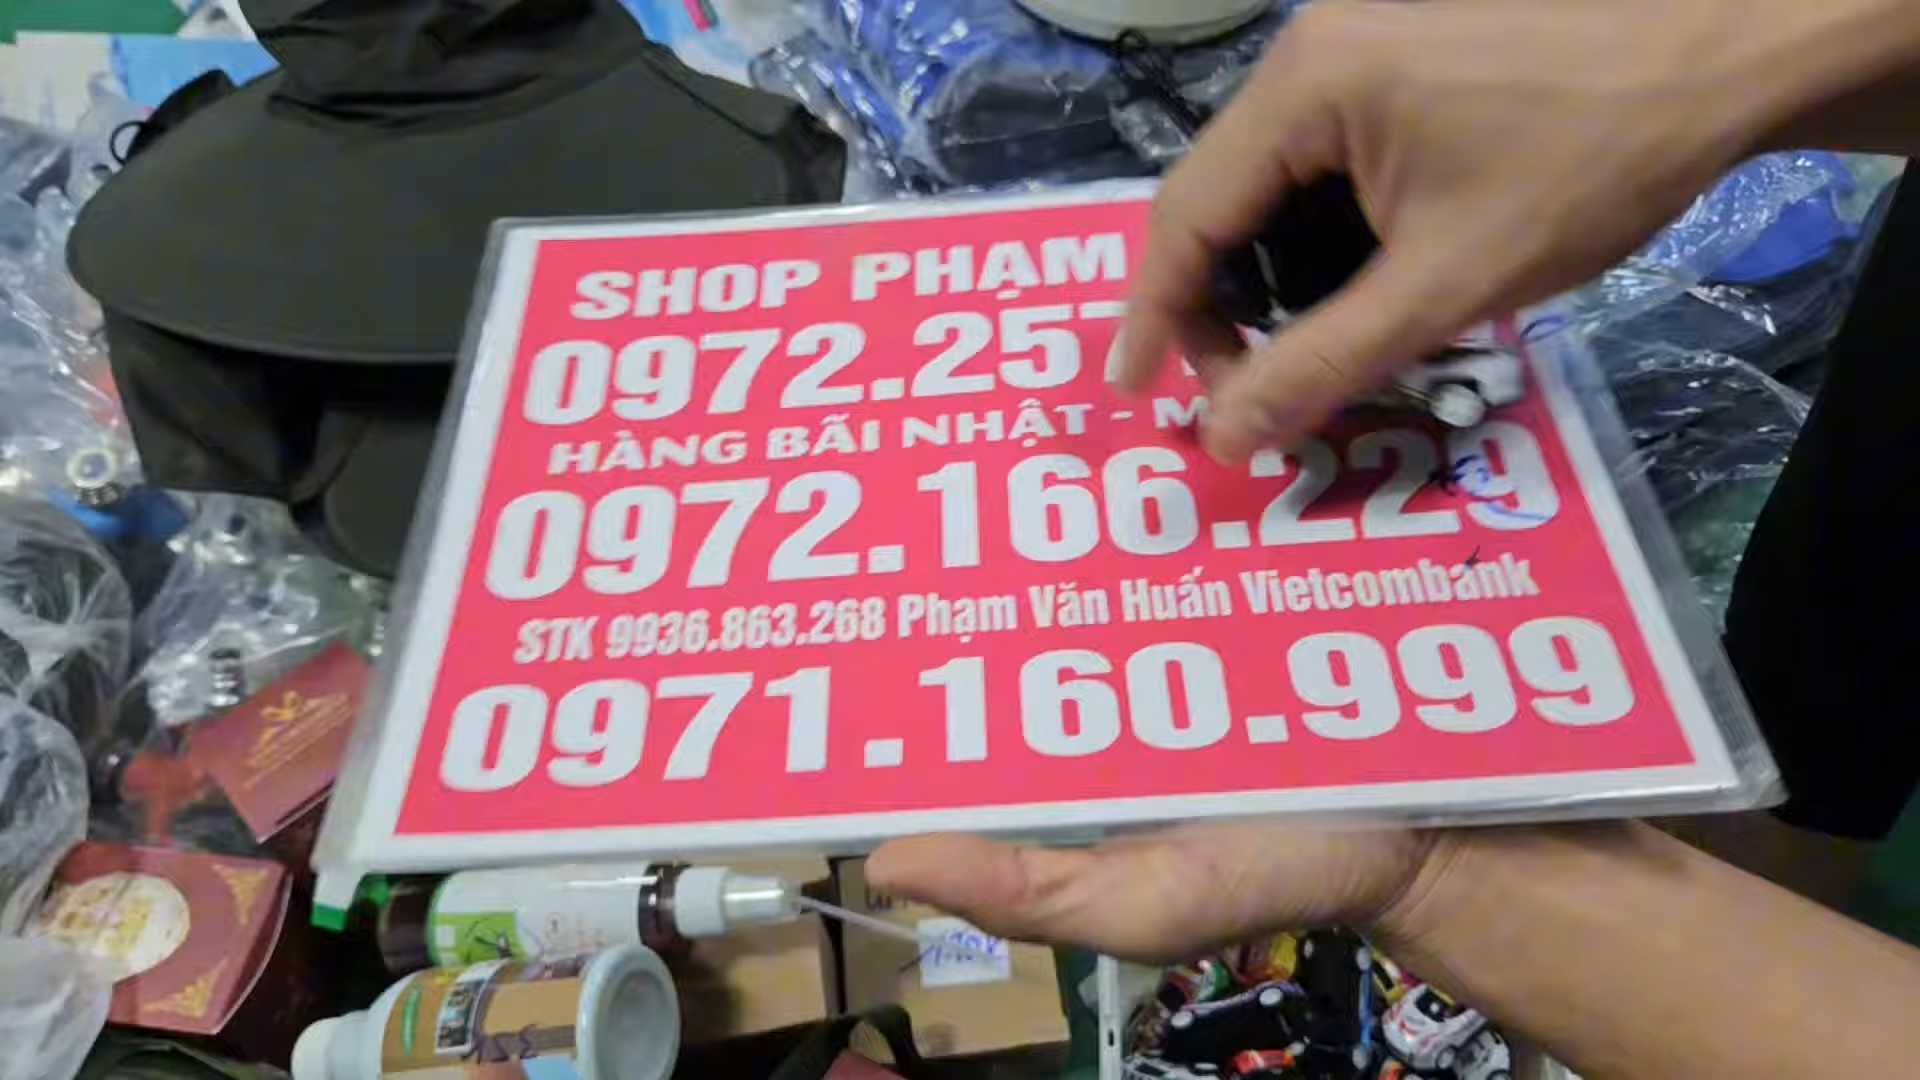 SHOP PHẠM
0972.257
HÀNG BÃI NHẬT -
0972.166.229
STK 9936.863.268 Phạm Văn Huấn Vietcombank
0971.160.999